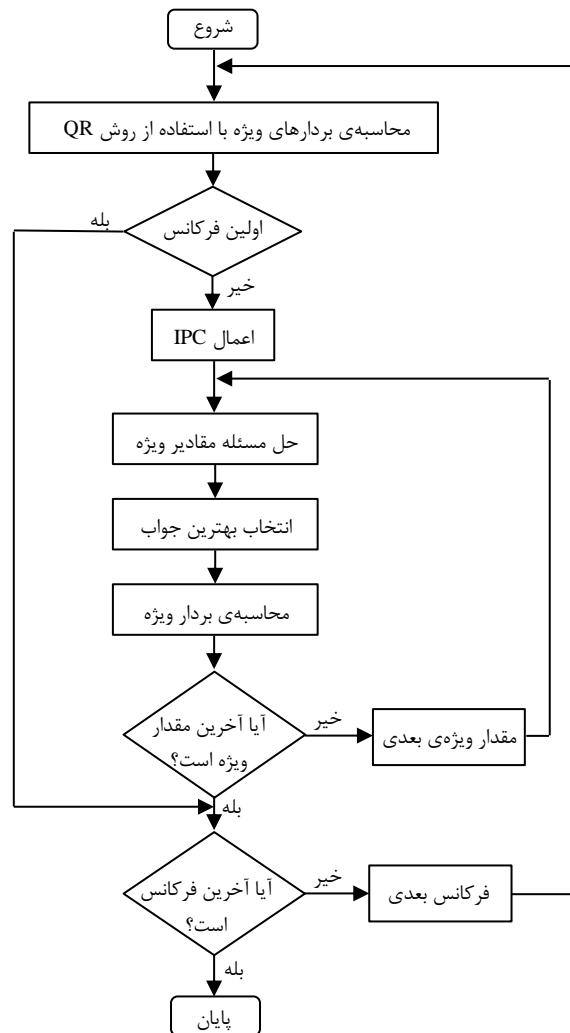 شروع
محاسبه‌ی بردارهای ویژه با استفاده از روش QR
بله
اولین فرکانس
خیر
اعمال IPC
حل مسئله مقادیر ویژه
انتخاب بهترین جواب
محاسبه‌ی بردار ویژه
آیا آخرین مقدار
ویژه است؟
خیر
مقدار ویژه‌ی بعدی
بله
آیا آخرین فرکانس
است؟
خیر
فرکانس بعدی
بله
پایان